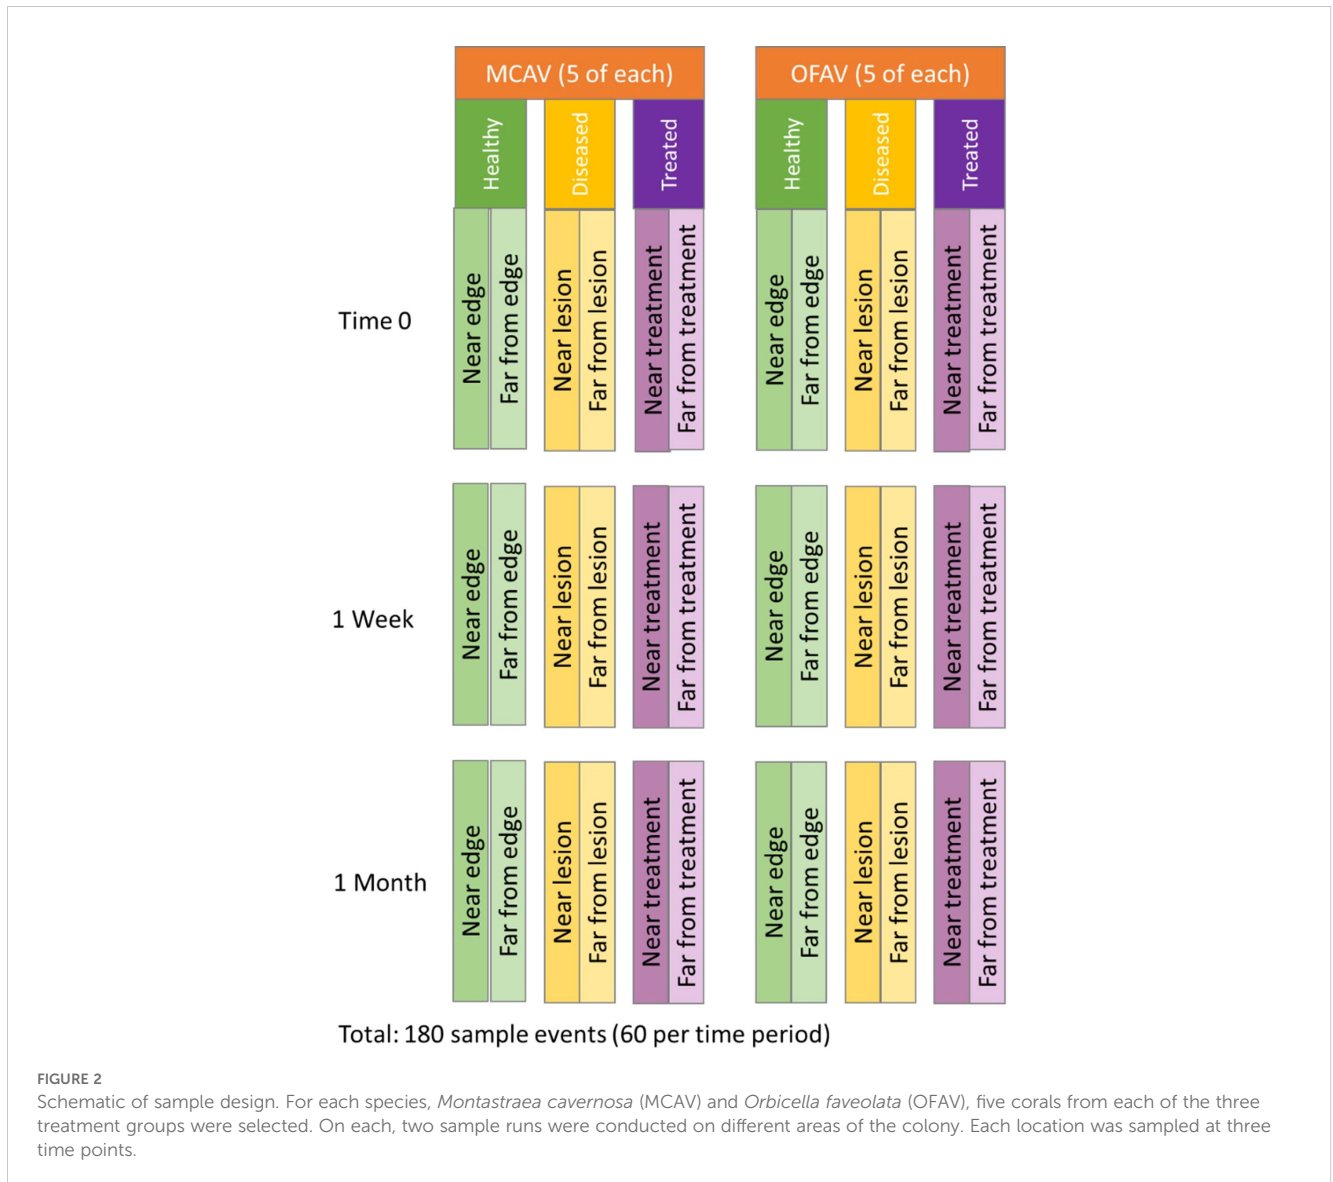 MCAV (5 of each)
OFAV (5 of each)
Healthy
Diseased
Treated
Healthy
Diseased
Treated
Time 0
Near edge
Far from edge
Near lesion
Far from lesion
Near treatment
Far from treatment
Near edge
Far from edge
Near lesion
Far from lesion
Near treatment
Far from treatment
1 Week
Near edge
Far from edge
Near lesion
Far from lesion
Near treatment
Far from treatment
Near edge
Far from edge
Near lesion
Far from lesion
Near treatment
Far from treatment
1 Month
Near edge
Far from edge
Near lesion
Far from lesion
Near treatment
Far from treatment
Near edge
Far from edge
Near lesion
Far from lesion
Near treatment
Far from treatment
Total: 180 sample events (60 per time period)
FIGURE 2
Schematic of sample design. For each species, Montastraea cavernosa (MCAV) and Orbicella faveolata (OFAV), five corals from each of the three
treatment groups were selected. On each, two sample runs were conducted on different areas of the colony. Each location was sampled at three
time points.